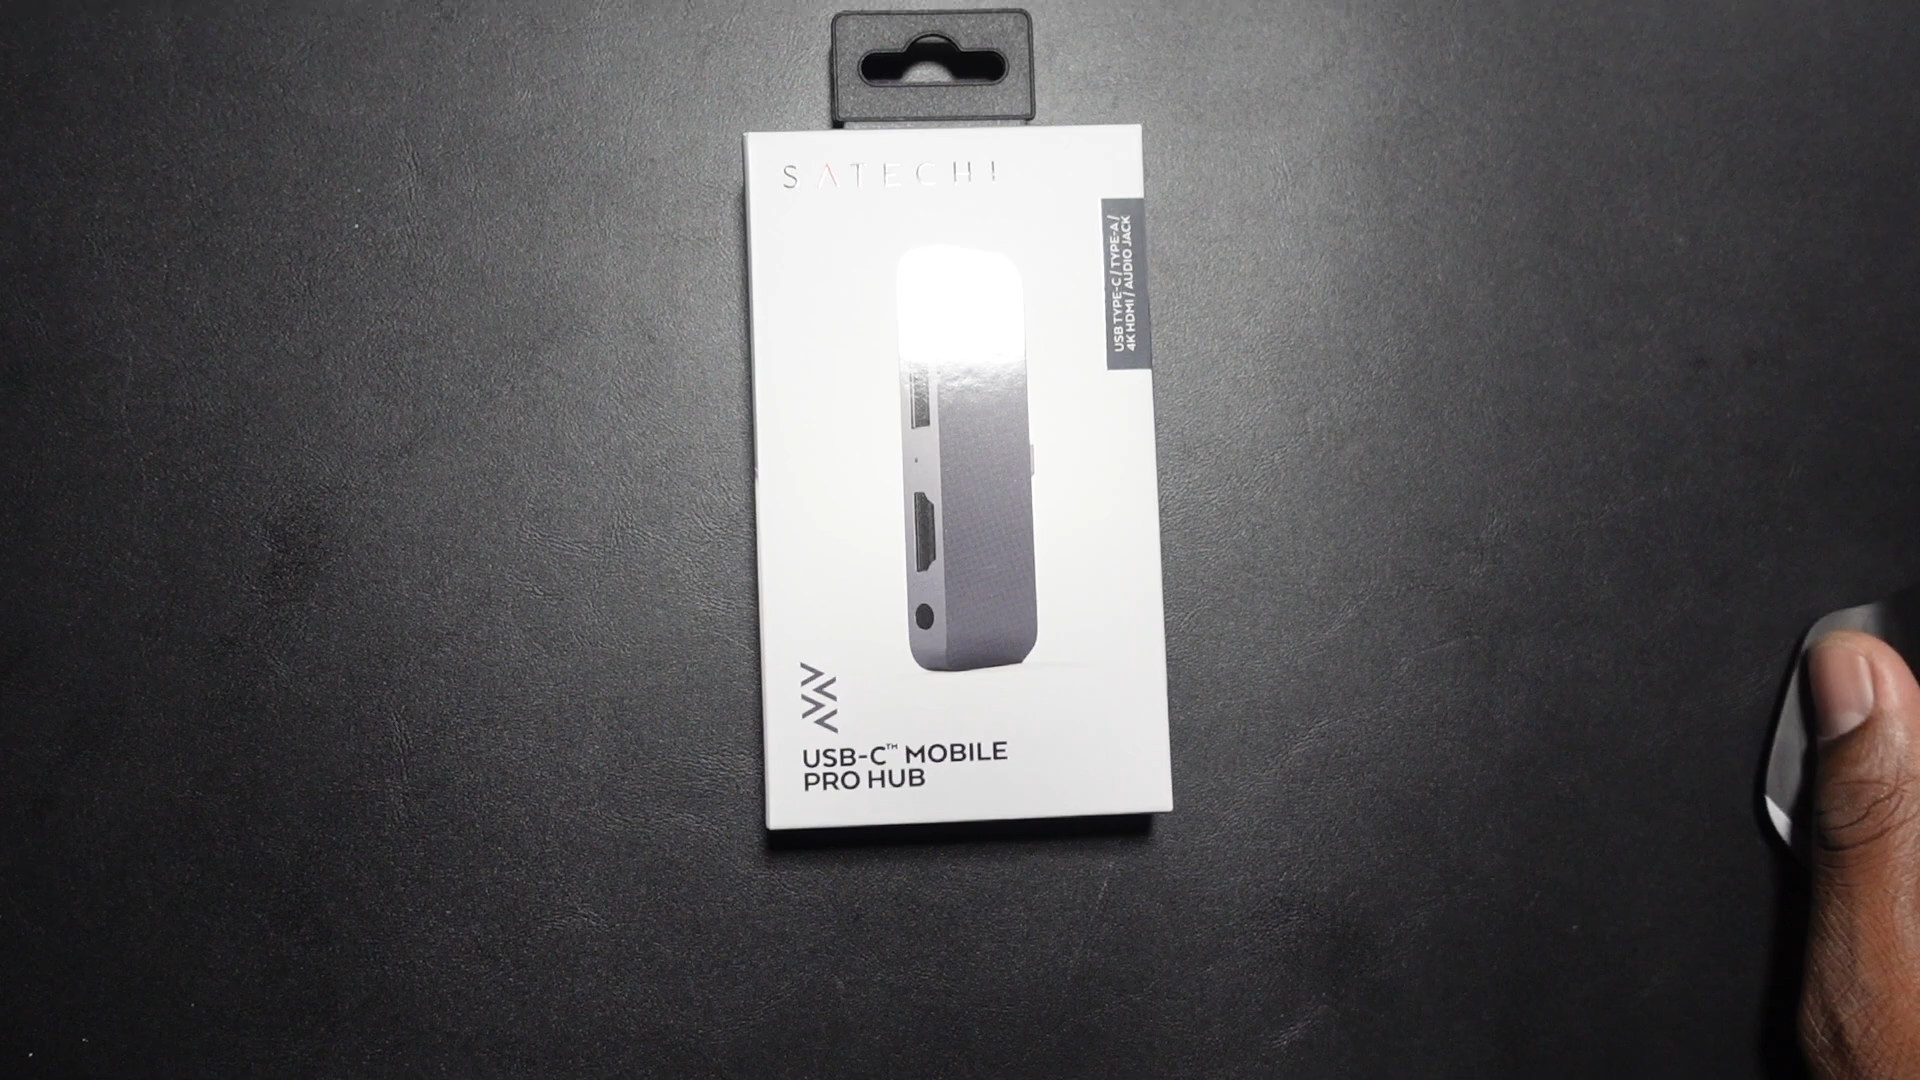 SATECHI
USB TYPE-C / TYPE-A /
4K HDMI / AUDIO JACK
USB-C™ MOBILE
PRO HUB